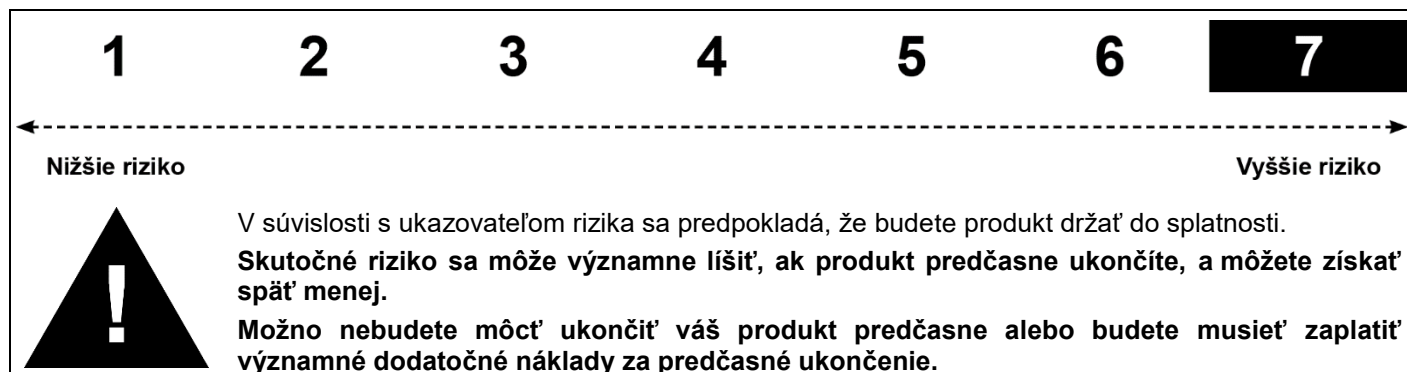 1 2 3 4 5 6 7
Nižšie riziko Vyššie riziko
V súvislosti s ukazovateľom rizika sa predpokladá, že budete produkt držať do splatnosti.
Skutočné riziko sa môže významne líšiť, ak produkt predčasne ukončíte, a môžete získať
späť menej.
Možno nebudete môcť ukončiť váš produkt predčasne alebo budete musieť zaplatiť
významné dodatočné náklady za predčasné ukončenie.
!